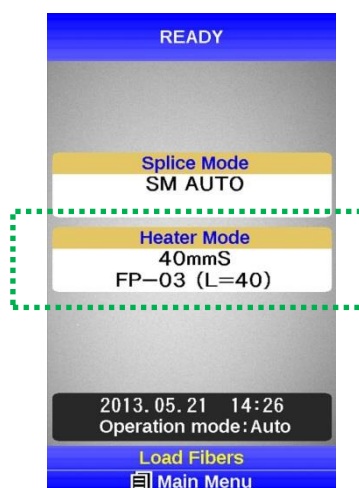 READY
Splice Mode
SM AUTO
Heater Mode
40mmS
FP-03 (L=40)
2013.05.21 14:26
Operation mode:Auto
Load Fibers
Main Menu